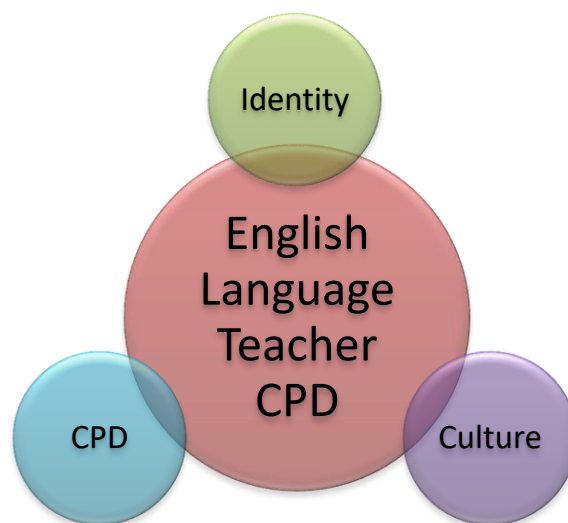 Identity
English
Language
Teacher
CPD
CPD
Culture